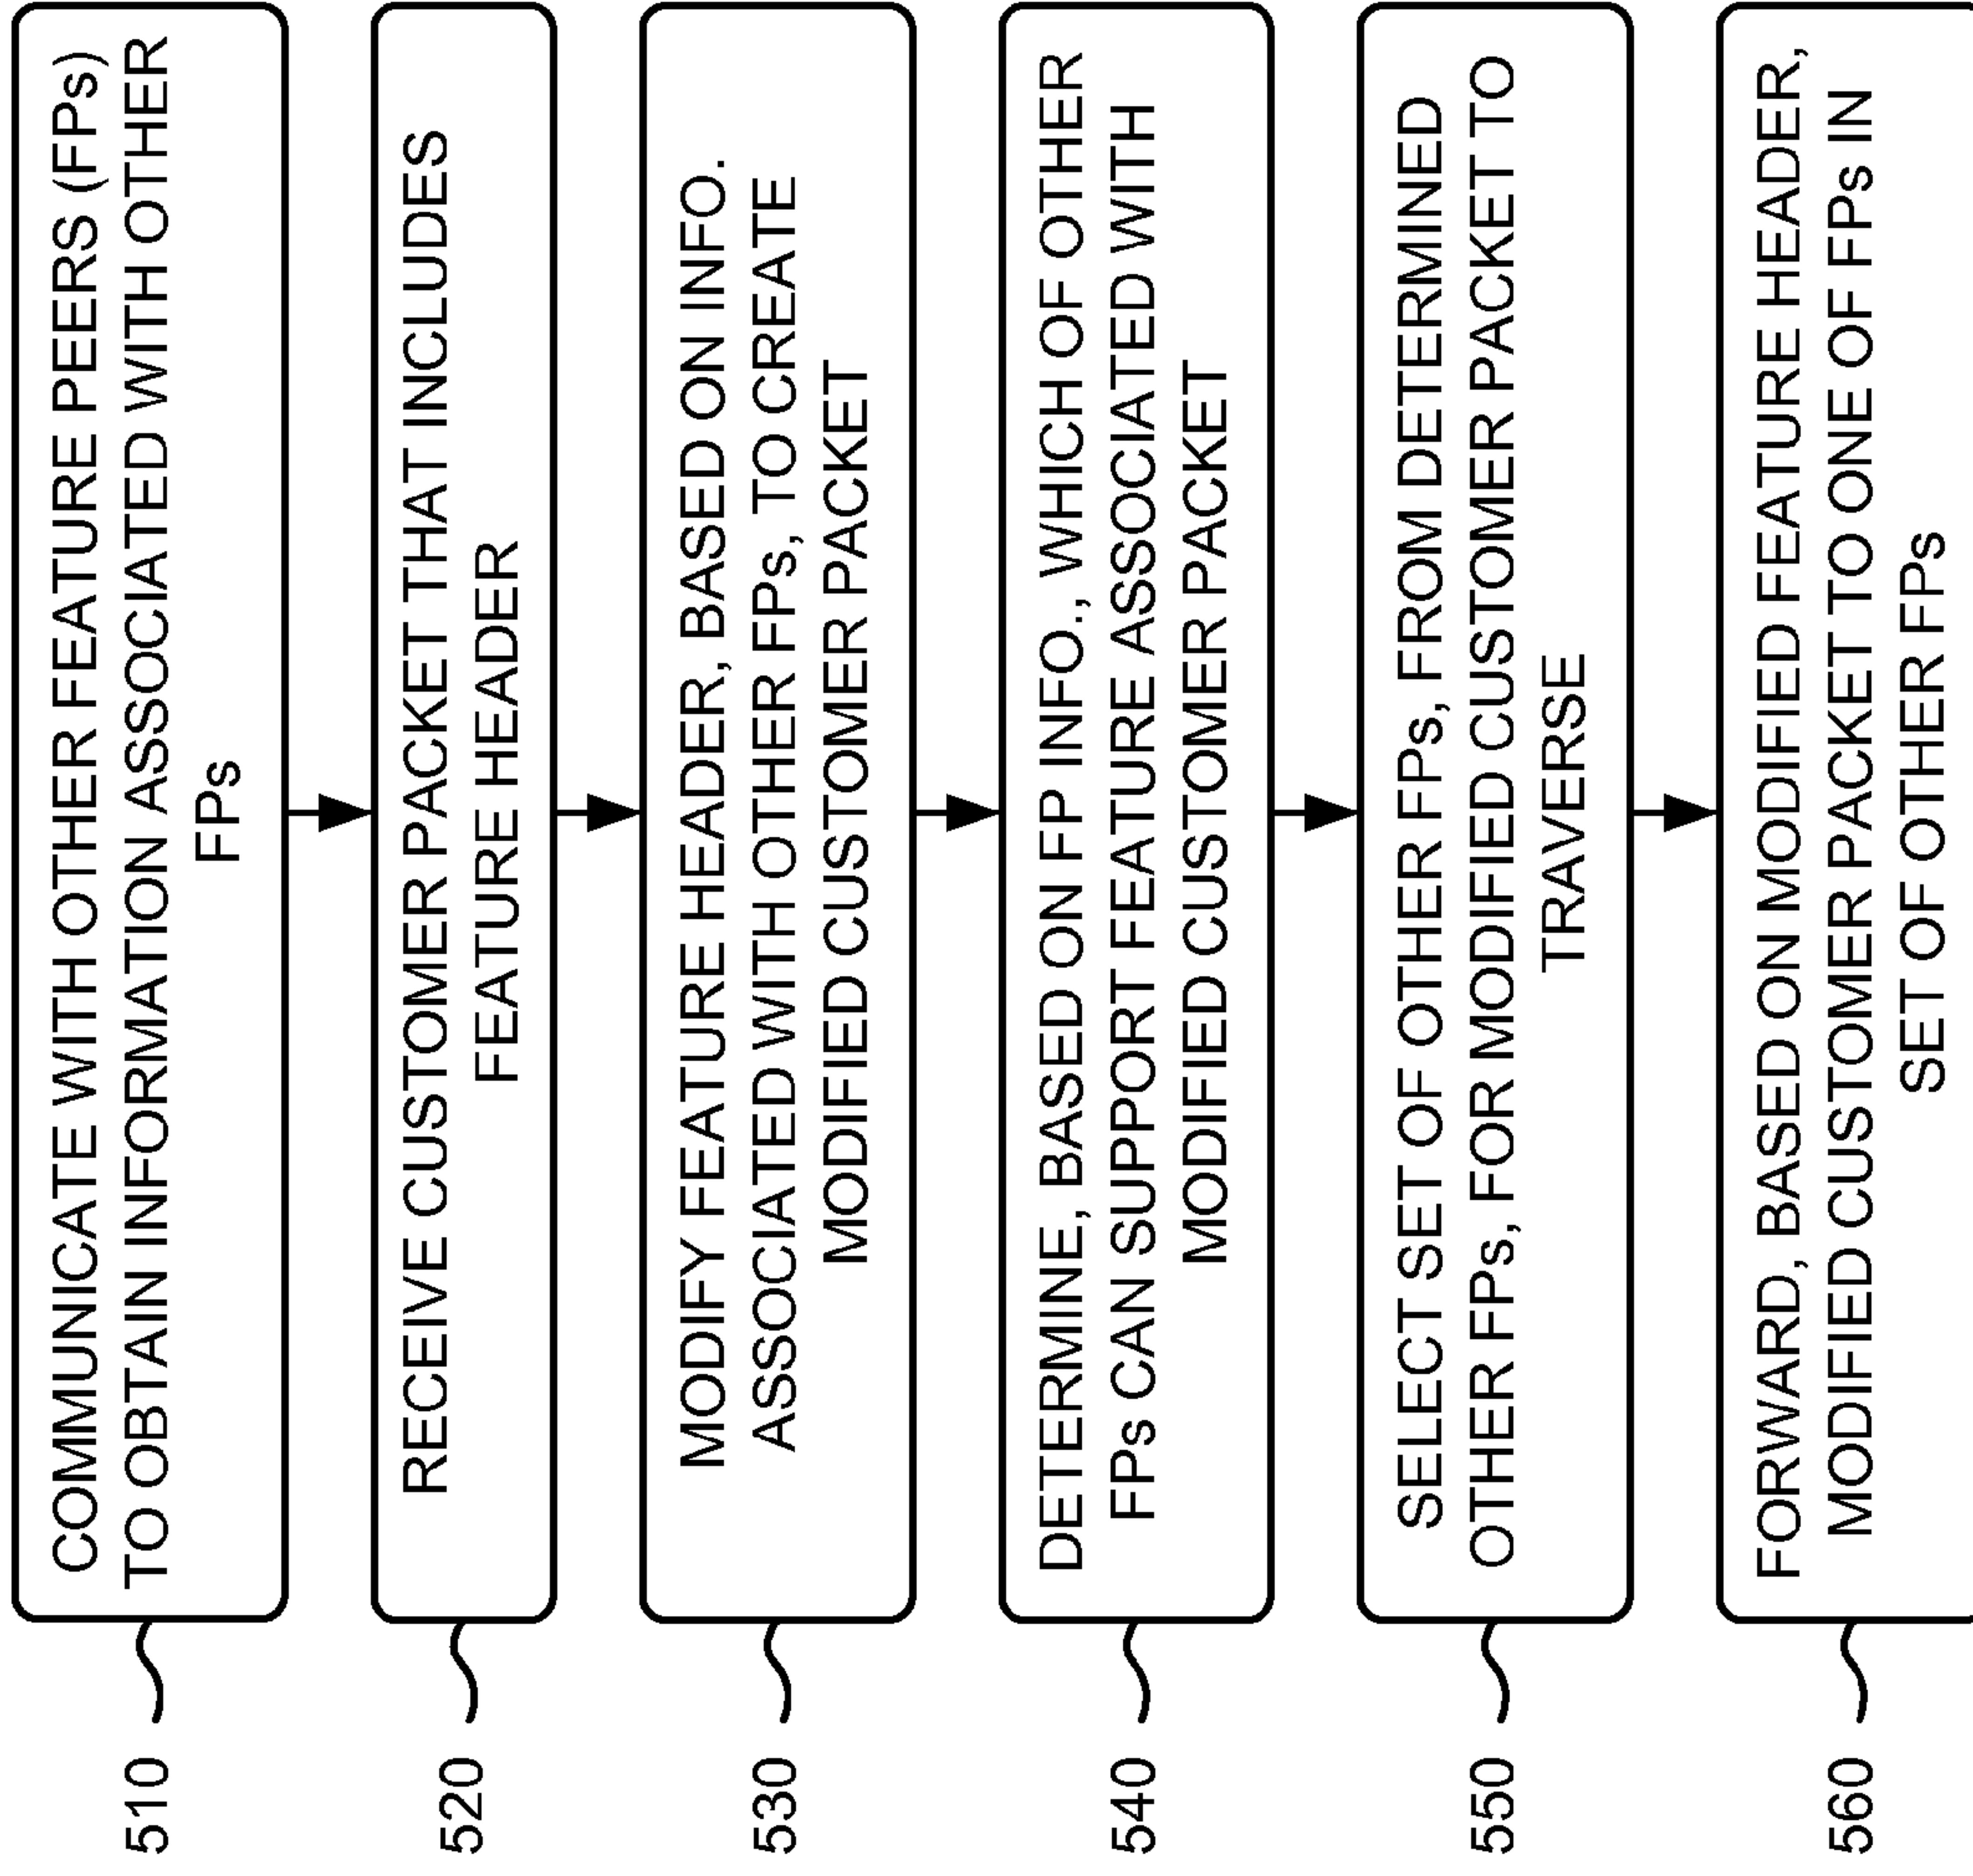 510
COMMUNICATE WITH OTHER FEATURE PEERS (FPs)
TO OBTAIN INFORMATION ASSOCIATED WITH OTHER
FPs
520
RECEIVE CUSTOMER PACKET THAT INCLUDES
FEATURE HEADER
530
MODIFY FEATURE HEADER, BASED ON INFO.
ASSOCIATED WITH OTHER FPs, TO CREATE
MODIFIED CUSTOMER PACKET
540
DETERMINE, BASED ON FP INFO., WHICH OF OTHER
FPs CAN SUPPORT FEATURE ASSOCIATED WITH
MODIFIED CUSTOMER PACKET
550
SELECT SET OF OTHER FPs, FROM DETERMINED
OTHER FPs, FOR MODIFIED CUSTOMER PACKET TO
TRAVERSE
560
FORWARD, BASED ON MODIFIED FEATURE HEADER,
MODIFIED CUSTOMER PACKET TO ONE OF FPs IN
SET OF OTHER FPs